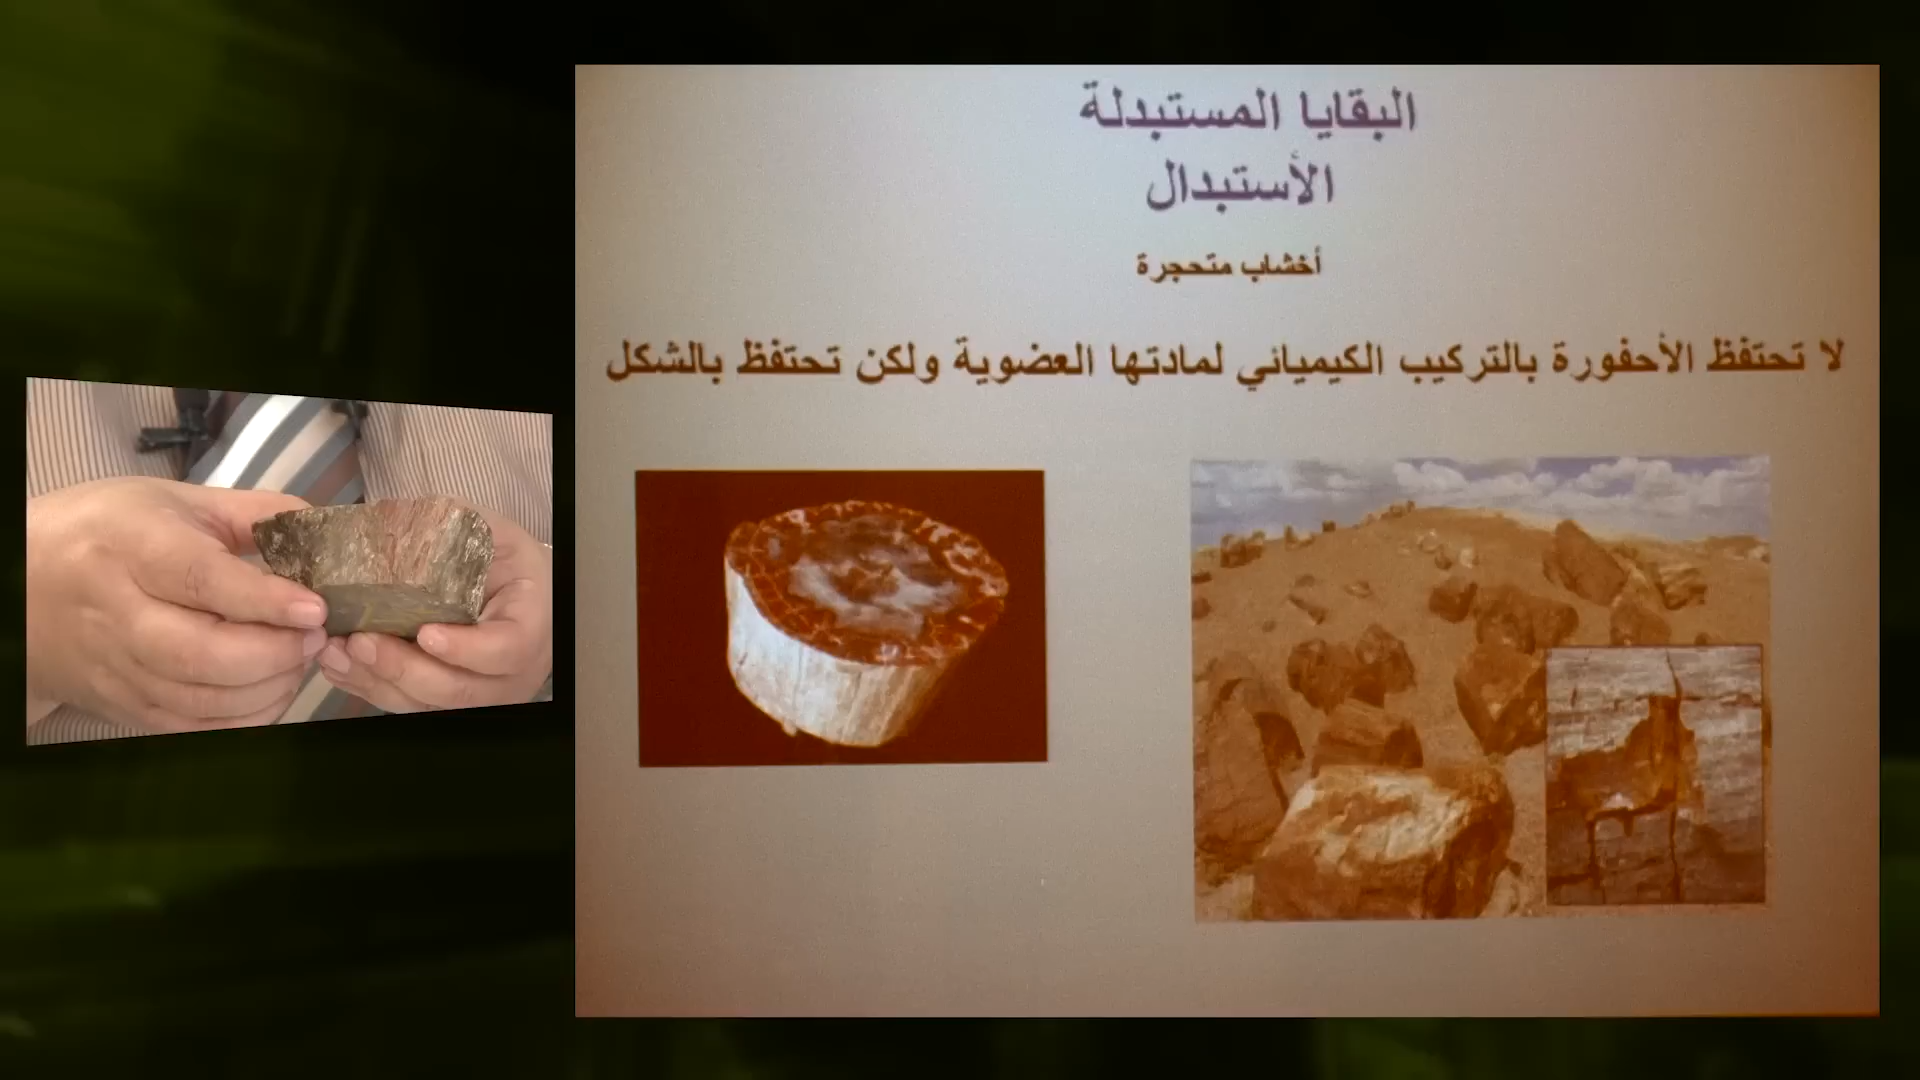 البقايا المستبدلة
الأستبدال
أخشاب متحجرة
لا تحتفظ الأحفورة بالتركيب الكيميائي لمادتها العضوية ولكن تحتفظ بالشكل